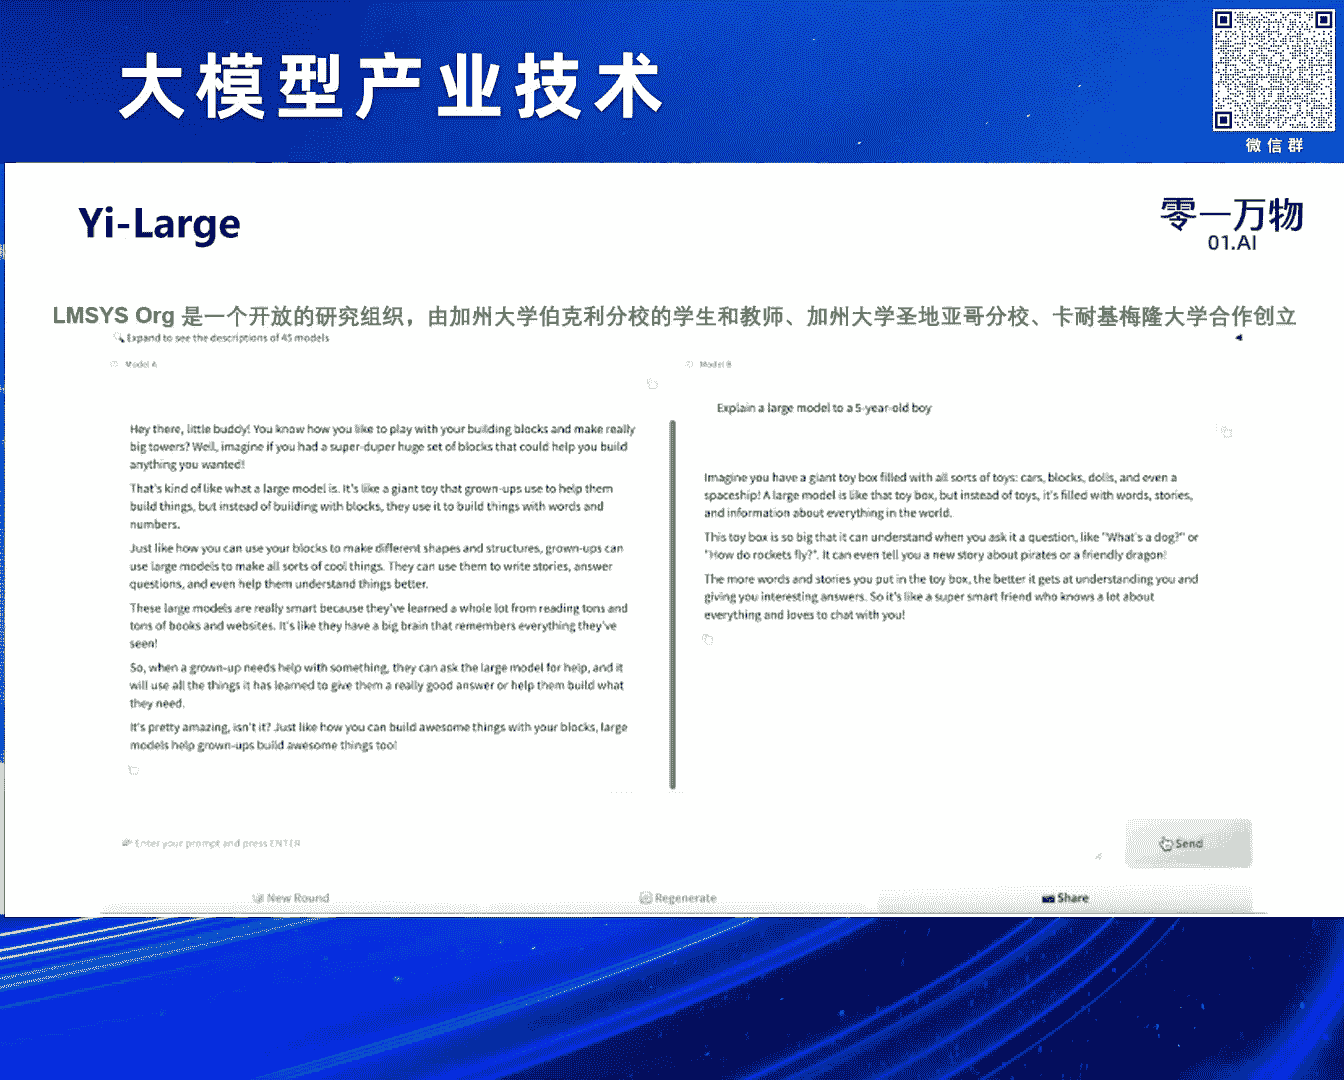 大模型产业技术
微信群
Yi-Large
零一万物
01.AI
LMSYS Org 是一个开放的研究组织，由加州大学伯克利分校的学生和教师、加州大学圣地亚哥分校、卡耐基梅隆大学合作创立
Expand to see the descriptions of 45 models
Model A
Hey there, little buddy! You know how you like to play with your building blocks and make really
big towers? Well, imagine if you had a super-duper huge set of blocks that could help you build
anything you wanted!
That's kind of like what a large model is. It's like a giant toy that grown-ups use to help them
build things, but instead of building with blocks, they use it to build things with words and
numbers.
Just like how you can use your blocks to make different shapes and structures, grown-ups can
use large models to make all sorts of cool things. They can use them to write stories, answer
questions, and even help them understand things better.
These large models are really smart because they've learned a whole lot from reading tons and
tons of books and websites. It's like they have a big brain that remembers everything they've
seen!
So, when a grown-up needs help with something, they can ask the large model for help, and it
will use all the things it has learned to give them a really good answer or help them build what
they need.
It's pretty amazing, isn't it? Just like how you can build awesome things with your blocks, large
models help grown-ups build awesome things too!
Model B
Explain a large model to a 5-year-old boy
Imagine you have a giant toy box filled with all sorts of toys: cars, blocks, dolls, and even a
spaceship! A large model is like that toy box, but instead of toys, it's filled with words, stories,
and information about everything in the world.
This toy box is so big that it can understand when you ask it a question, like "What's a dog?" or
"How do rockets fly?". It can even tell you a new story about pirates or a friendly dragon!
The more words and stories you put in the toy box, the better it gets at understanding you and
giving you interesting answers. So it's like a super smart friend who knows a lot about
everything and loves to chat with you!
Enter your prompt and press ENTER
Send
New Round
Regenerate
Share